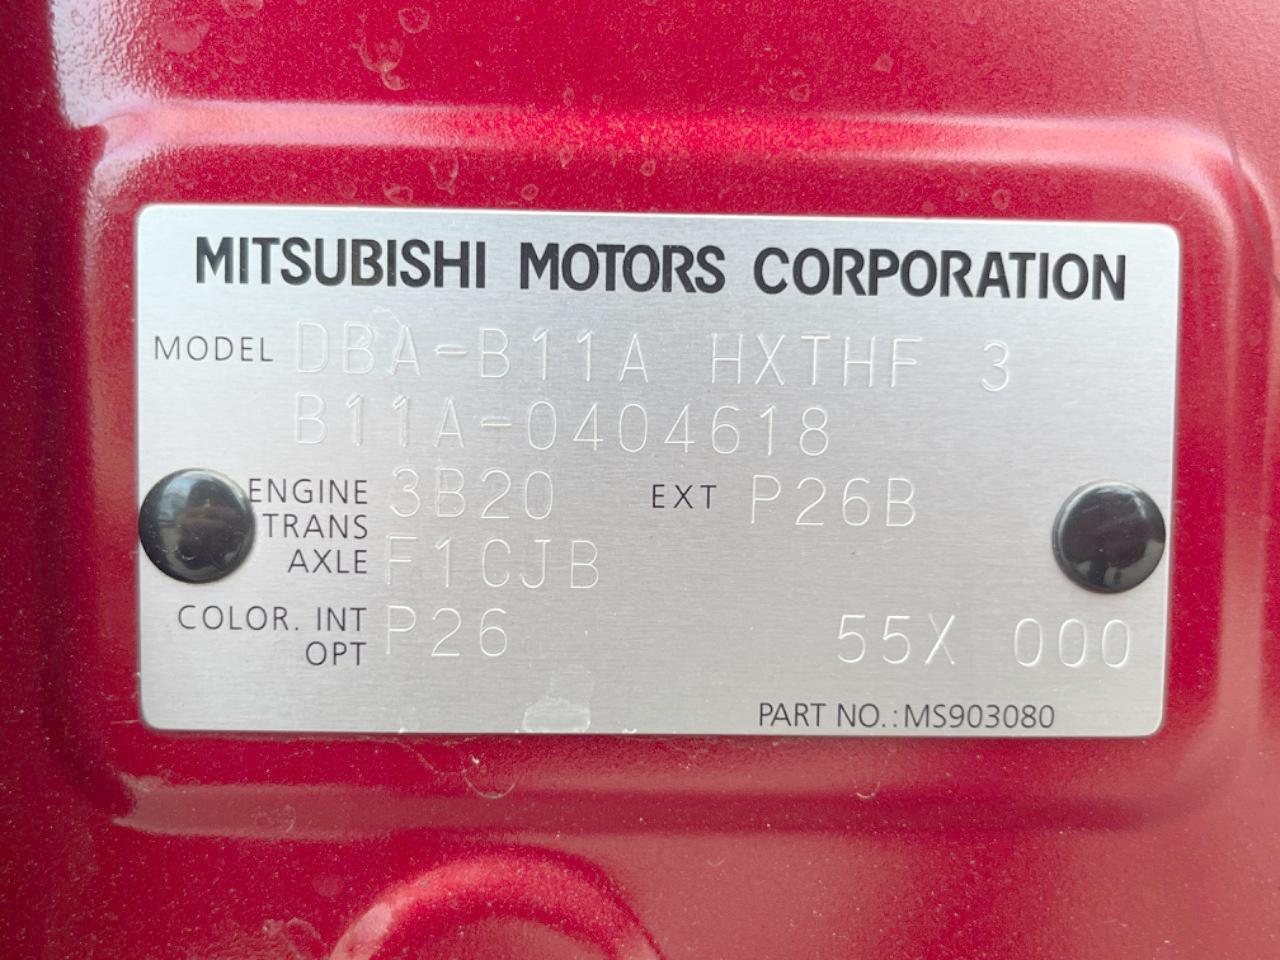 MITSUBISHI MOTORS CORPORATION
MODEL DBA-B11A HXTHF 3
B11A-0404618
ENGINE 3B20 EXT P26B
TRANS
AXLE F1CJB
COLOR. INT P26 55X 000
OPT
PART NO.:MS903080